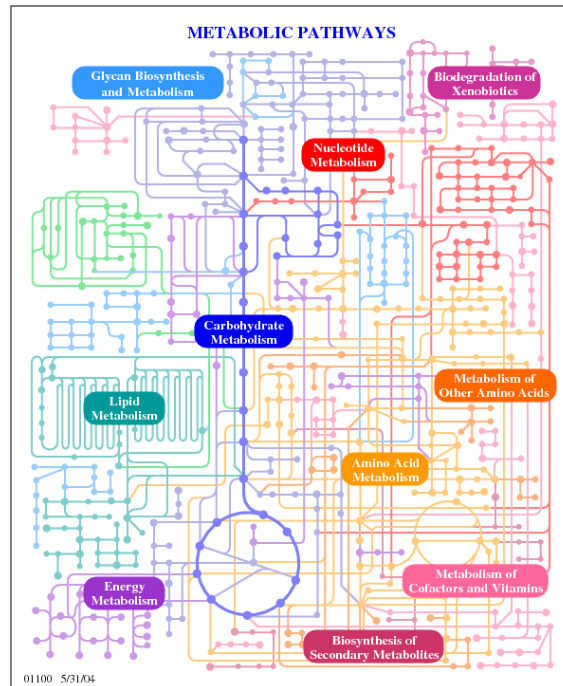 METABOLIC PATHWAYS
Glycan Biosynthesis
and Metabolism
Biodegradation of
Xenobiotics
Nucleotide
Metabolism
Carbohydrate
Metabolism
Lipid
Metabolism
Metabolism of
Other Amino Acids
Amino Acid
Metabolism
Energy
Metabolism
Metabolism of
Cofactors and Vitamins
Biosynthesis of
Secondary Metabolites
01100 5/31/04